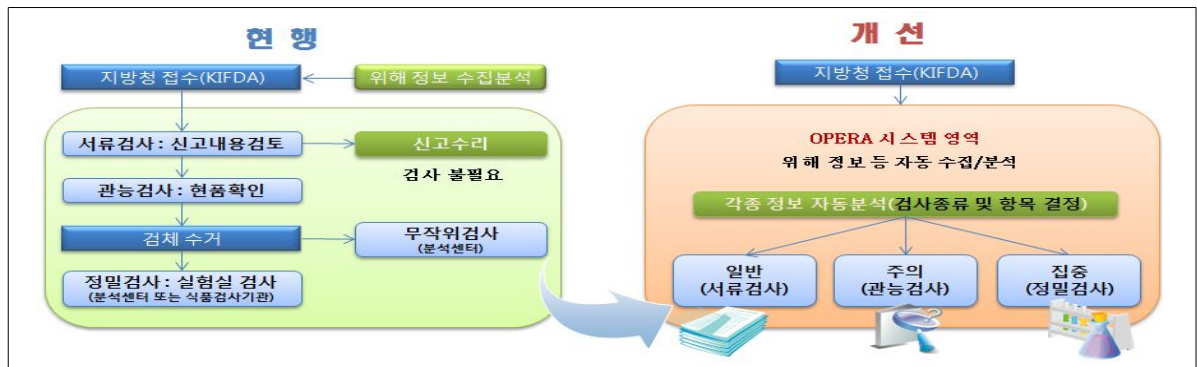 현 행
지방청 접수(KIFDA)
위해 정보 수집분석
서류검사 : 신고내용검토
신고수리
검사 불필요
관능검사 : 현품확인
검체 수거
무작위검사
(분석센터)
정밀검사 : 실험실 검사
(분석센터 또는 식품검사기관)
개 선
지방청 접수(KIFDA)
OPERA 시스템 영역
위해 정보 등 자동 수집/분석
각종 정보 자동분석(검사종류 및 항목 결정)
일반
(서류검사)
주의
(관능검사)
집중
(정밀검사)